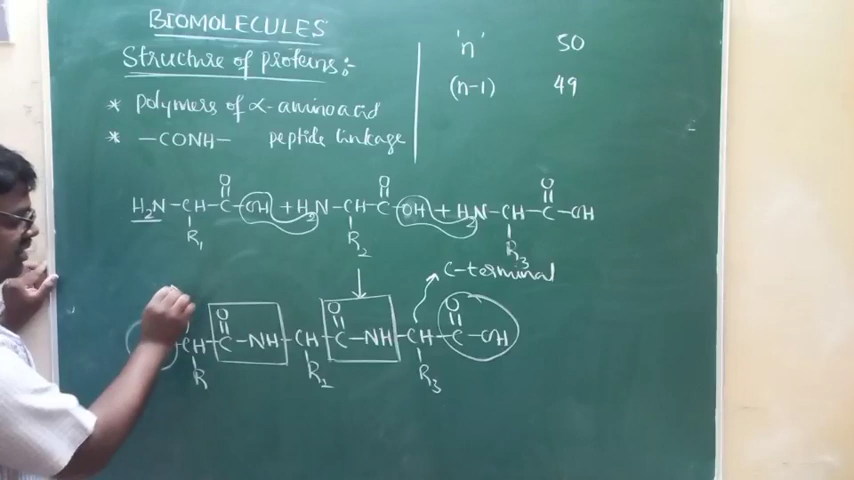 BIOMOLECULES
Structure of proteins:-
* Polymers of α-aminoacid
* -CONH- peptide linkage
'n' 50
(n-1) 49
O O O
H₂N-CH-C-OH + H₂N-CH-C-OH + H₂N-CH-C-OH
R₁ R₂ R₃
C-terminal
O O O
CH-C-NH-CH-C-NH-CH-C-OH
R R₂ R₃